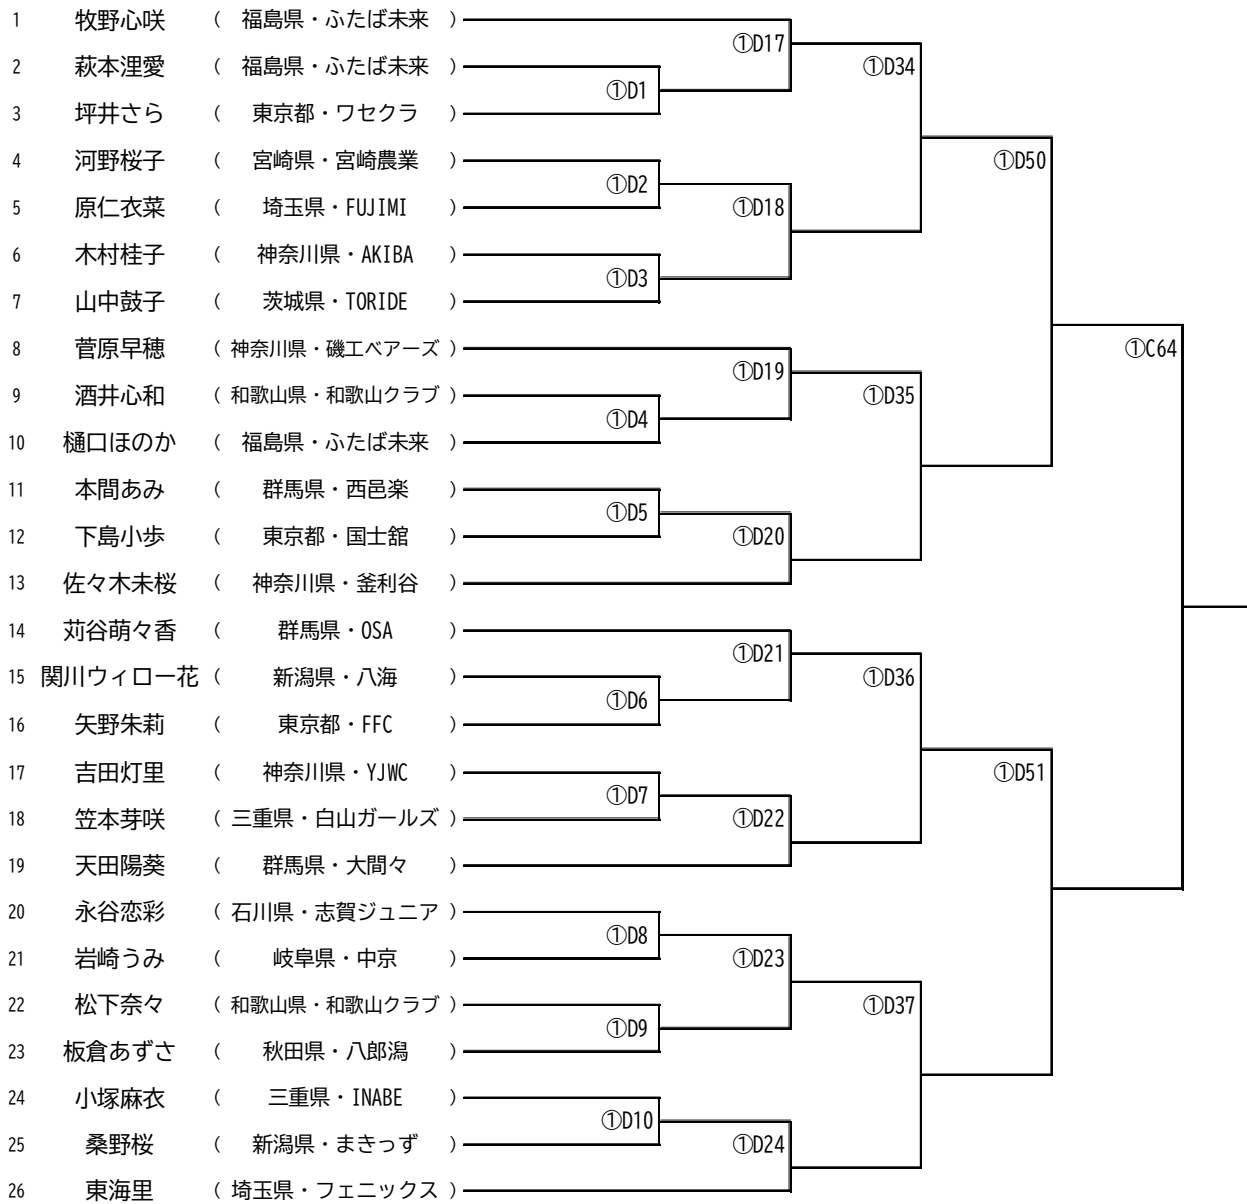 1 牧野心咲 ( 福島県・ふたば未来 )
①D17
2 萩本浬愛 ( 福島県・ふたば未来 )
①D34
①D1
3 坪井さら ( 東京都・ワセクラ )
4 河野桜子 ( 宮崎県・宮崎農業 )
①D50
①D2
5 原仁衣菜 ( 埼玉県・FUJIMI )
①D18
6 木村桂子 ( 神奈川県・AKIBA )
①D3
7 山中鼓子 ( 茨城県・TORIDE )
8 菅原早穂 ( 神奈川県・磯工ベアーズ )
①C64
①D19
9 酒井心和 ( 和歌山県・和歌山クラブ )
①D35
①D4
10 樋口ほのか ( 福島県・ふたば未来 )
11 本間あみ ( 群馬県・西邑楽 )
①D5
12 下島小歩 ( 東京都・国士舘 )
①D20
13 佐々木未桜 ( 神奈川県・釜利谷 )
14 苅谷萌々香 ( 群馬県・OSA )
①D21
15 関川ウィロー花 ( 新潟県・八海 )
①D36
①D6
16 矢野朱莉 ( 東京都・FFC )
17 吉田灯里 ( 神奈川県・YJWC )
①D51
①D7
18 笠本芽咲 ( 三重県・白山ガールズ )
①D22
19 天田陽葵 ( 群馬県・大間々 )
20 永谷恋彩 ( 石川県・志賀ジュニア )
①D8
21 岩崎うみ ( 岐阜県・中京 )
①D23
22 松下奈々 ( 和歌山県・和歌山クラブ )
①D37
①D9
23 板倉あずさ ( 秋田県・八郎潟 )
24 小塚麻衣 ( 三重県・INABE )
①D10
25 桑野桜 ( 新潟県・まきっず )
①D24
26 東海里 ( 埼玉県・フェニックス )